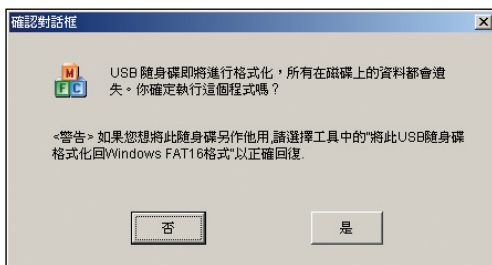 確認對話框
M
F C
USB 隨身碟即將進行格式化，所有在磁碟上的資料都會遺
失。你確定執行這個程式嗎？
<警告> 如果您想將此隨身碟另作他用,請選擇工具中的"將此USB隨身碟
格式化回Windows FAT16格式"以正確回復.
否 是